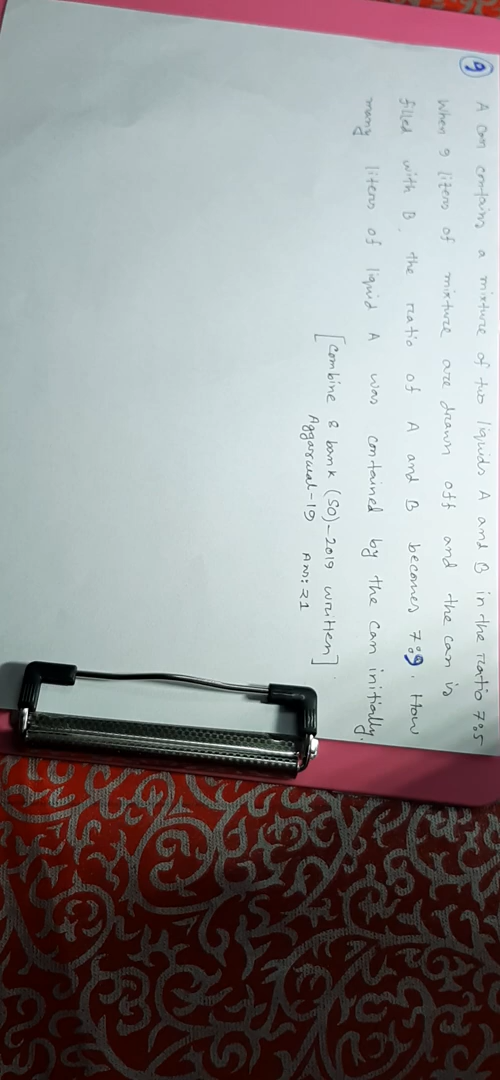 9 A can contains a mixture of two liquids A and B in the ratio 7:5
When 9 liters of mixture are drawn off and the can is
filled with B, the ratio of A and B becomes 7:9. How
many liters of liquid A was contained by the can initially.
[combine 8 bank (SO)-2019 written]
Aggarwal-19 Ans: 21